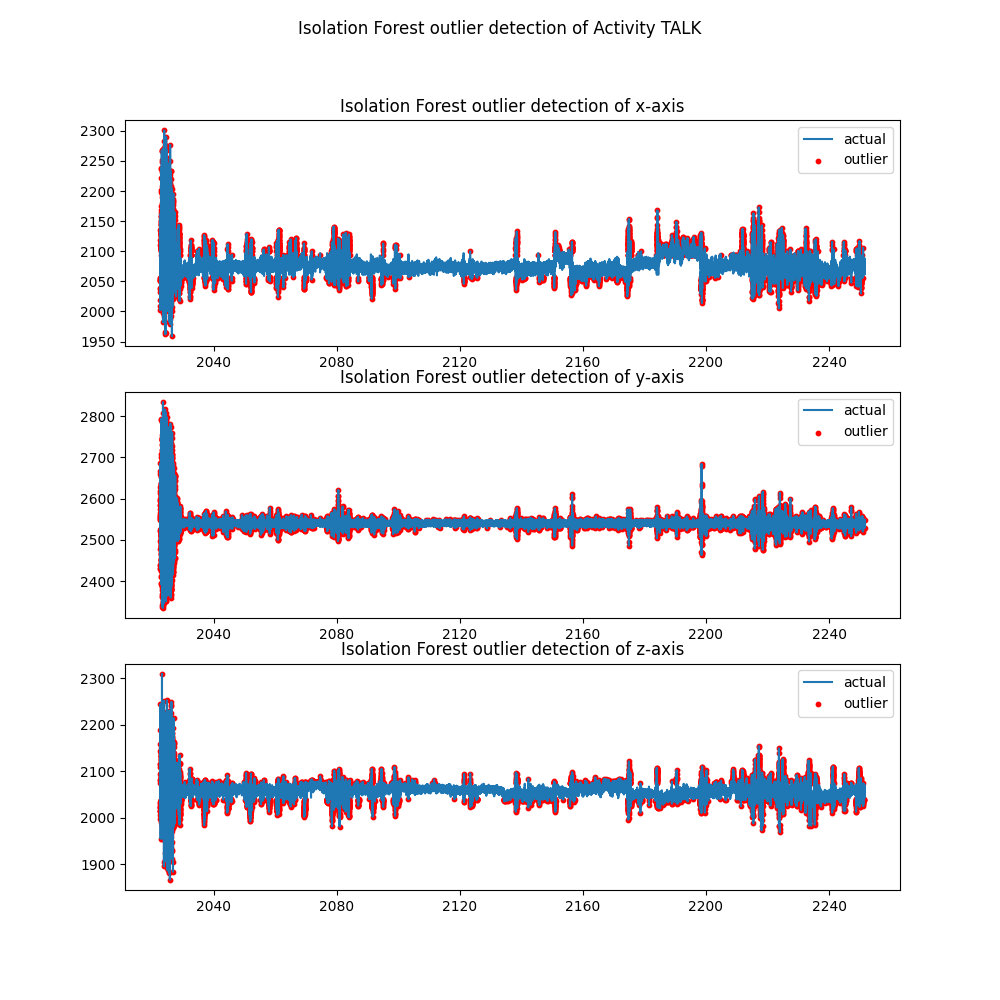 Isolation Forest outlier detection of Activity TALK
Isolation Forest outlier detection of x-axis
2300
2250
2200
2150
2100
2050
2000
1950
actual
outlier
2040 2080 2120 2160 2200 2240
Isolation Forest outlier detection of y-axis
2800
2700
2600
2500
2400
actual
outlier
2040 2080 2120 2160 2200 2240
Isolation Forest outlier detection of z-axis
2300
2200
2100
2000
1900
actual
outlier
2040 2080 2120 2160 2200 2240